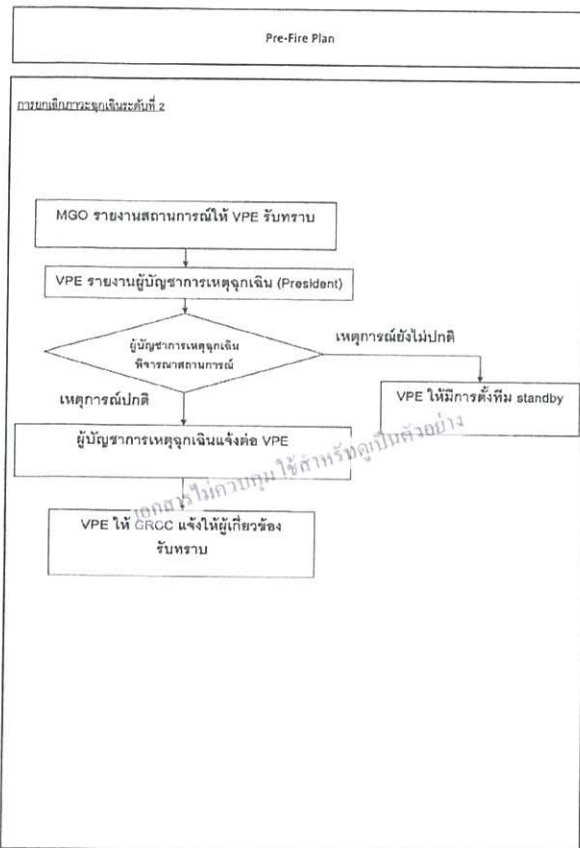 Pre-Fire Plan
การยกเลิกภาวะฉุกเฉินระดับที่ 2
MGO รายงานสถานการณ์ให้ VPE รับทราบ
VPE รายงานผู้บัญชาการเหตุฉุกเฉิน (President)
ผู้บัญชาการเหตุฉุกเฉิน
พิจารณาสถานการณ์
เหตุการณ์ยังไม่ปกติ
เหตุการณ์ปกติ
VPE ให้มีการตั้งทีม standby
ผู้บัญชาการเหตุฉุกเฉินแจ้งต่อ VPE
เอกสารไม่ควบคุม ใช้สำหรับดูเป็นตัวอย่าง
VPE ให้ GRCC แจ้งให้ผู้เกี่ยวข้อง
รับทราบ